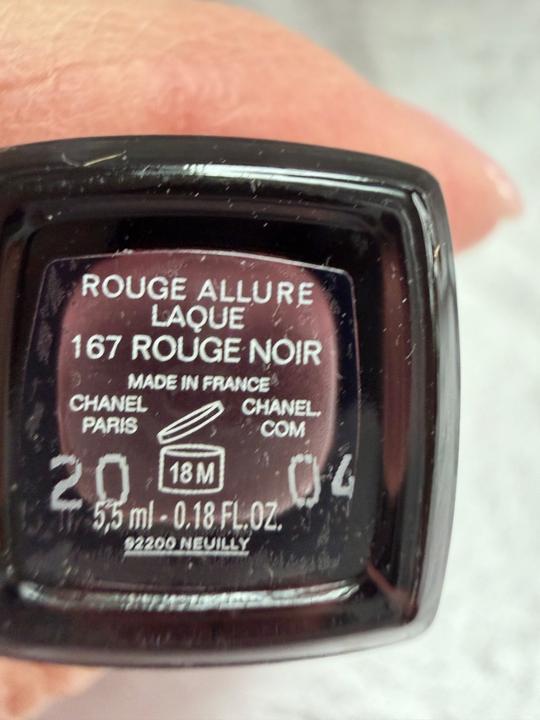 ROUGE ALLURE
LAQUE
167 ROUGE NOIR
MADE IN FRANCE
CHANEL
PARIS
CHANEL.
COM
18 M
20 04
5,5 ml - 0.18 FL.OZ.
92200 NEUILLY